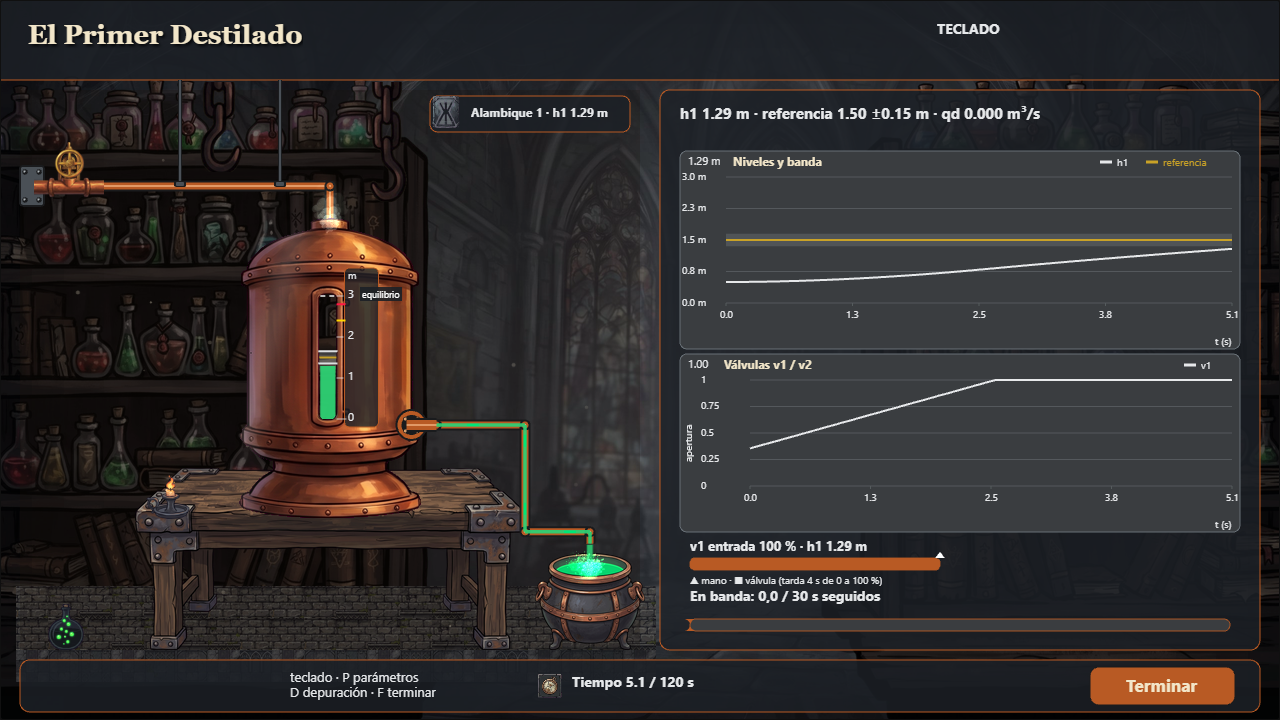 El Primer Destilado
TECLADO
Alambique 1 · h1 1.29 m
m
3
equilibrio
2
1
0
h1 1.29 m · referencia 1.50 ±0.15 m · qd 0.000 m³/s
1.29 m Niveles y banda
h1
referencia
3.0 m
2.3 m
1.5 m
0.8 m
0.0 m
0.0 1.3 2.5 3.8 5.1
t (s)
1.00 Válvulas v1 / v2
v1
1
0.75
0.5
0.25
0
apertura
0.0 1.3 2.5 3.8 5.1
t (s)
v1 entrada 100 % · h1 1.29 m
▲ mano · ■ válvula (tarda 4 s de 0 a 100 %)
En banda: 0,0 / 30 s seguidos
teclado · P parámetros
D depuración · F terminar
Tiempo 5.1 / 120 s
Terminar